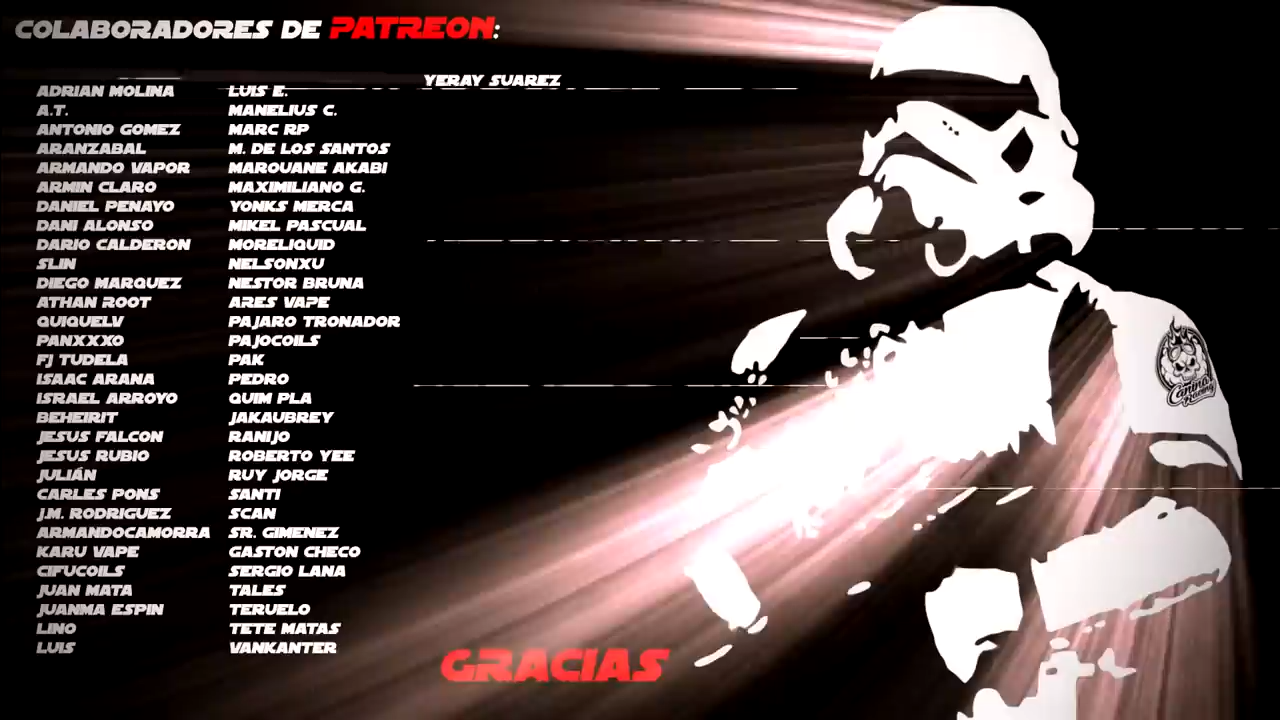 COLABORADORES DE PATREON:
ADRIAN MOLINA
A.T.
ANTONIO GOMEZ
ARANZABAL
ARMANDO VAPOR
ARMIN CLARO
DANIEL PENAYO
DANI ALONSO
DARIO CALDERON
SLIN
DIEGO MARQUEZ
ATHAN ROOT
QUIQUELV
PANXXXO
FJ TUDELA
ISAAC ARANA
ISRAEL ARROYO
BEHEIRIT
JESUS FALCON
JESUS RUBIO
JULIÁN
CARLES PONS
J.M. RODRIGUEZ
ARMANDOCAMORRA
KARU VAPE
CIFUCOILS
JUAN MATA
JUANMA ESPIN
LINO
LUIS
LUIS E.
MANELIUS C.
MARC RP
M. DE LOS SANTOS
MAROUANE AKABI
MAXIMILIANO G.
YONKS MERCA
MIKEL PASCUAL
MORELIQUID
NELSONXU
NESTOR BRUNA
ARES VAPE
PAJARO TRONADOR
PAJOCOILS
PAK
PEDRO
QUIM PLA
JAKAUBREY
RANIJO
ROBERTO YEE
RUY JORGE
SANTI
SCAN
SR. GIMENEZ
GASTON CHECO
SERGIO LANA
TALES
TERUELO
TETE MATAS
VANKANTER
YERAY SUAREZ
GRACIAS
Canina
Racing